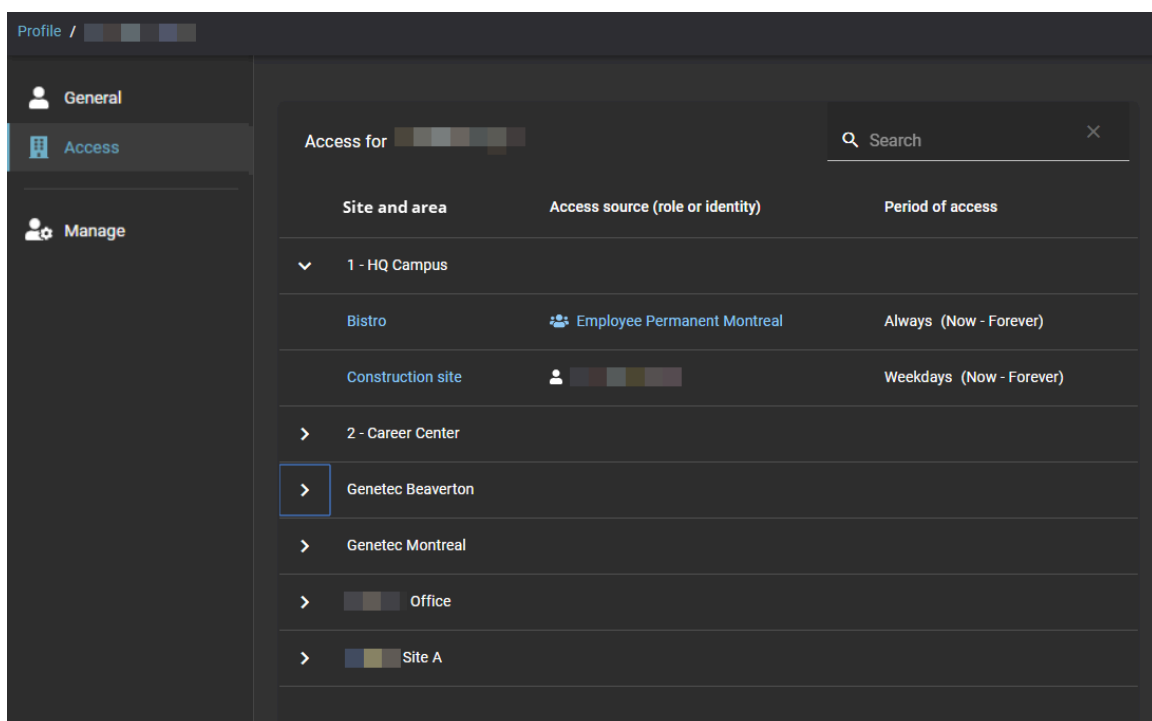 Profile /
General
Access
Manage
Access for
Search
Site and area Access source (role or identity) Period of access
1 - HQ Campus
Bistro Employee Permanent Montreal Always (Now - Forever)
Construction site Weekdays (Now - Forever)
2 - Career Center
Genetec Beaverton
Genetec Montreal
Office
Site A